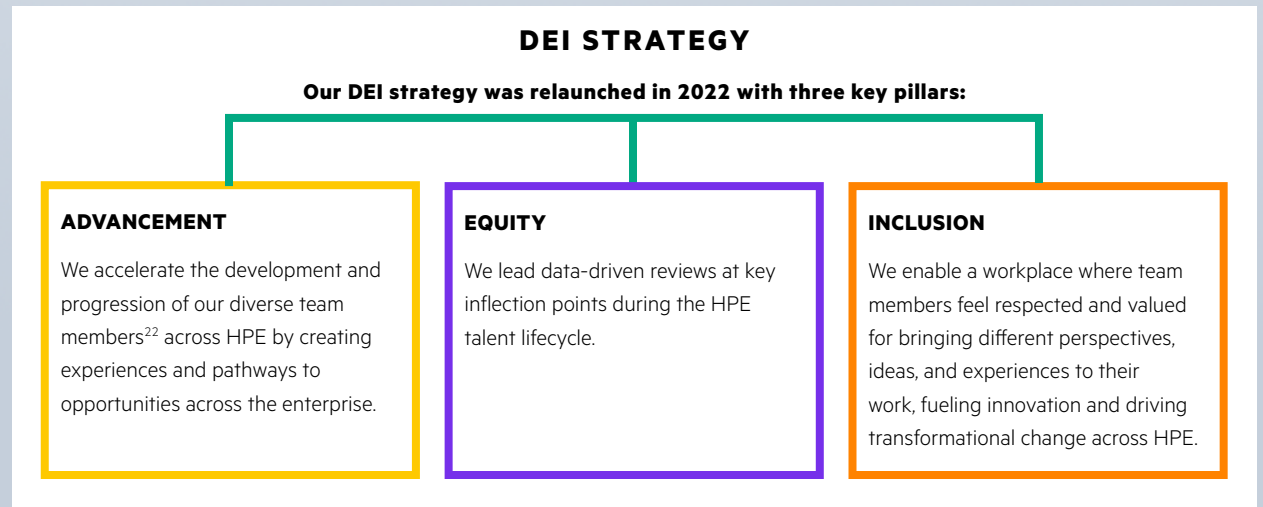 DEI STRATEGY
Our DEI strategy was relaunched in 2022 with three key pillars:
ADVANCEMENT
We accelerate the development and
progression of our diverse team
members22 across HPE by creating
experiences and pathways to
opportunities across the enterprise.
EQUITY
We lead data-driven reviews at key
inflection points during the HPE
talent lifecycle.
INCLUSION
We enable a workplace where team
members feel respected and valued
for bringing different perspectives,
ideas, and experiences to their
work, fueling innovation and driving
transformational change across HPE.